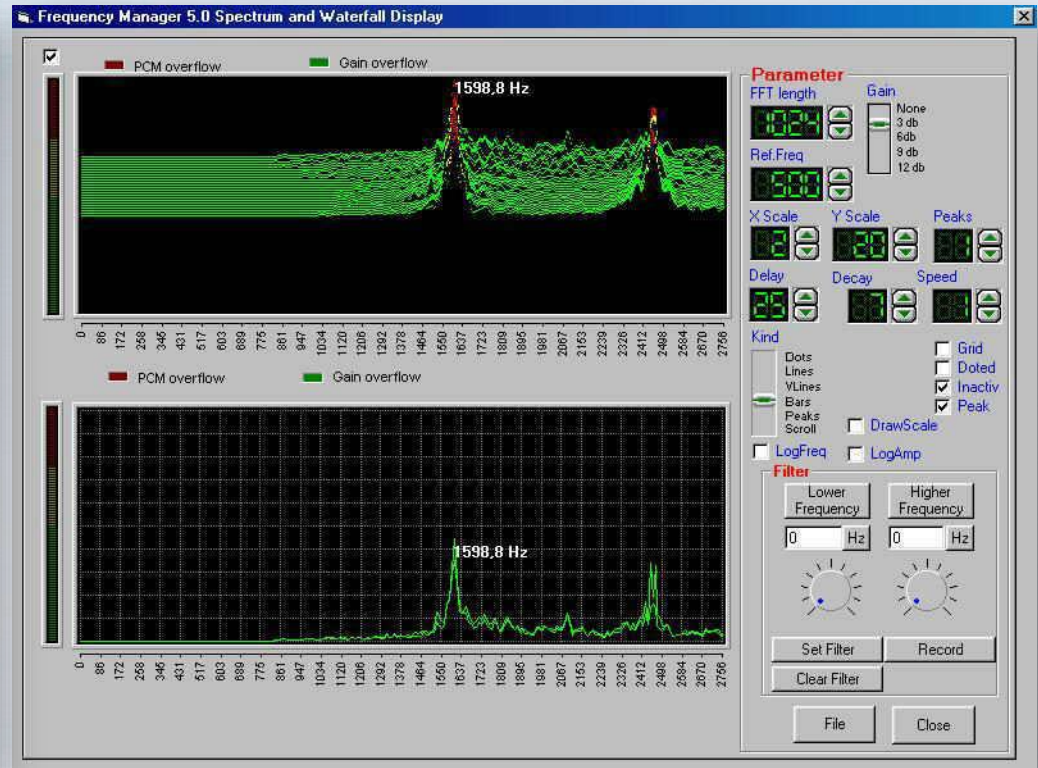 Frequency Manager 5.0 Spectrum and Waterfall Display
PCM overflow Gain overflow
1598,8 Hz
0 86 172 258 345 431 517 603 689 775 861 947 1034 1120 1206 1292 1378 1464 1550 1637 1723 1809 1895 1981 2067 2153 2239 2326 2412 2498 2584 2670 2756
PCM overflow Gain overflow
1598,8 Hz
0 86 172 258 345 431 517 603 689 775 861 947 1034 1120 1206 1292 1378 1464 1550 1637 1723 1809 1895 1981 2067 2153 2239 2326 2412 2498 2584 2670 2756
Parameter
FFT length Gain
1024
None
3 db
6db
9 db
12 db
Ref.Freq
500
X Scale Y Scale Peaks
2 20 1
Delay Decay Speed
25 7 1
Kind
Dots
Lines
VLines
Bars
Peaks
Scroll
Grid
Doted
Inactiv
Peak
DrawScale
LogFreq LogAmp
Filter
Lower Frequency
Higher Frequency
0 Hz 0 Hz
Set Filter Record
Clear Filter
File Close